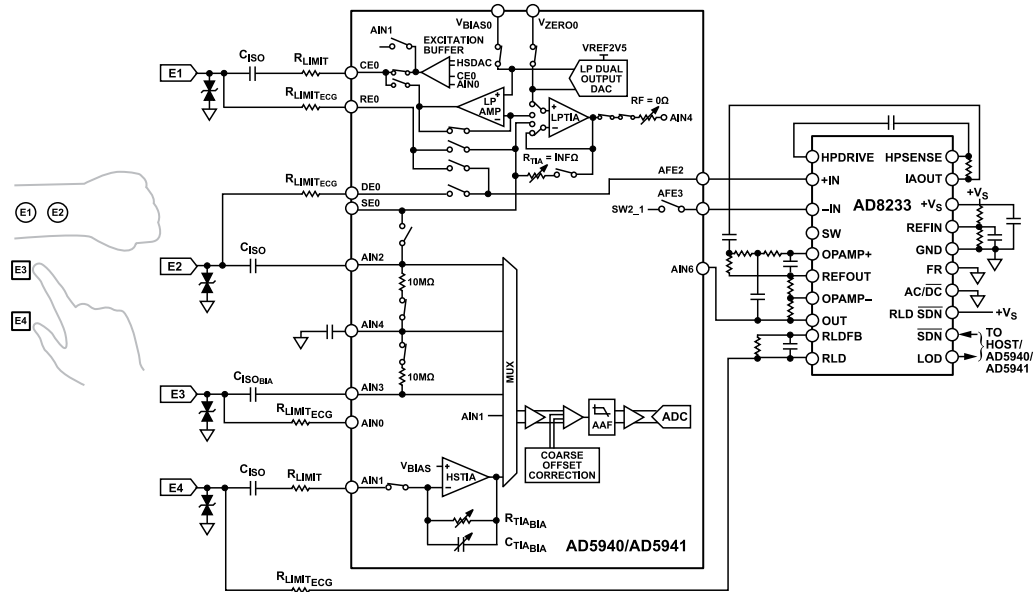 VBIAS0
VZERO0
AIN1
EXCITATION
BUFFER
HSDAC
CE0
AIN0
VREF2V5
LP DUAL
OUTPUT
DAC
E1
CISO
RLIMIT
CE0
RLIMITECG
RE0
LP
AMP
+
−
+
−
LPTIA
RF = 0Ω
AIN4
RTIA = INFΩ
RLIMITECG
DE0
SE0
AFE2
AFE3
SW2_1
E1
E2
E3
E4
E2
CISO
AIN2
10MΩ
AIN4
10MΩ
AIN6
MUX
E3
CISOBIA
AIN3
RLIMITECG
AIN0
AIN1
AAF
ADC
COARSE
OFFSET
CORRECTION
E4
CISO
RLIMIT
AIN1
VBIAS
+
−
HSTIA
RTIABIA
CTIABIA
AD5940/AD5941
RLIMITECG
HPDRIVE
HPSENSE
+IN
IAOUT
AD8233
+VS
+VS
−IN
REFIN
SW
GND
OPAMP+
FR
REFOUT
AC/DC
OPAMP−
RLD SDN
+VS
OUT
SDN
RLDFB
LOD
RLD
TO
HOST/
AD5940/
AD5941